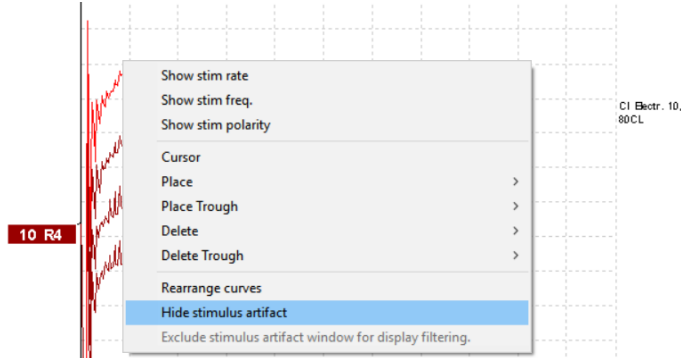 Show stim rate
Show stim freq.
Show stim polarity
CI Electr. 10,
80CL
Cursor
Place
Place Trough
Delete
Delete Trough
10 R4
Rearrange curves
Hide stimulus artifact
Exclude stimulus artifact window for display filtering.